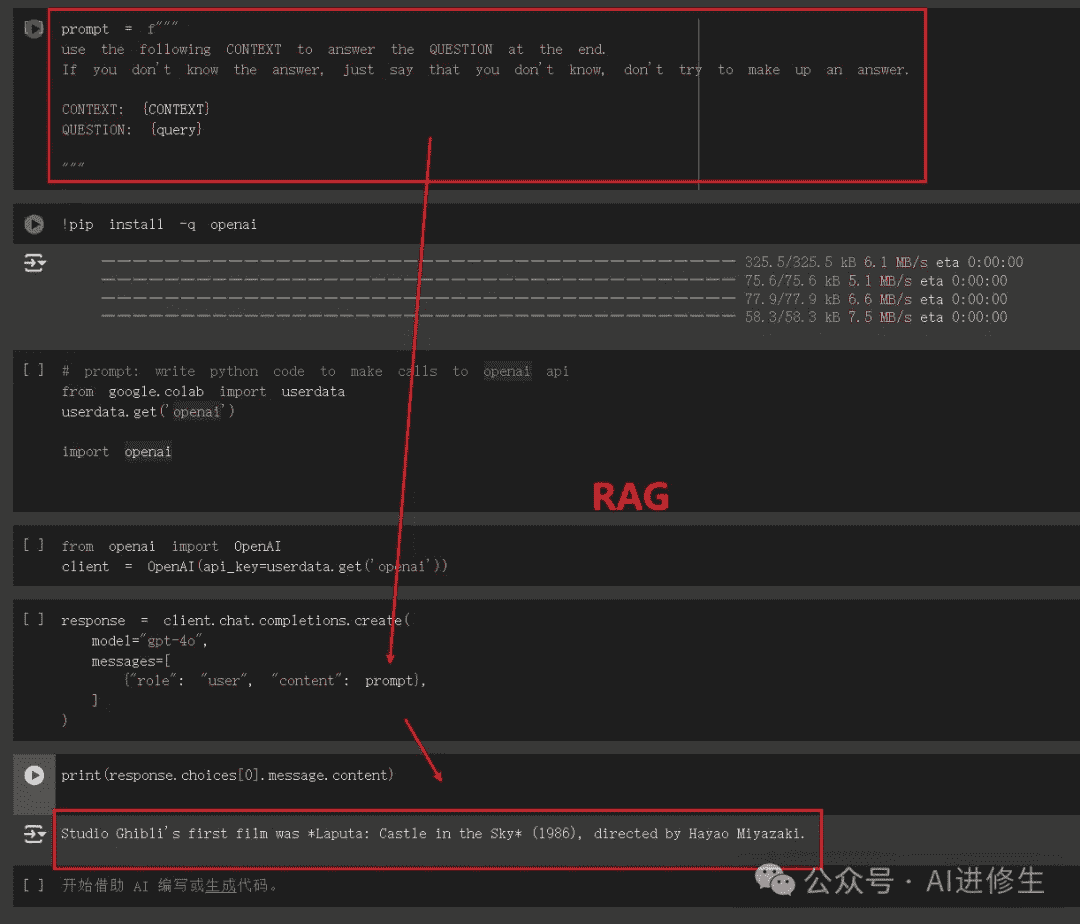 prompt = f"""
use the following CONTEXT to answer the QUESTION at the end.
If you don't know the answer, just say that you don't know, don't try to make up an answer.
CONTEXT: {CONTEXT}
QUESTION: {query}
"""
!pip install -q openai
325.5/325.5 kB 6.1 MB/s eta 0:00:00
75.6/75.6 kB 5.1 MB/s eta 0:00:00
77.9/77.9 kB 6.6 MB/s eta 0:00:00
58.3/58.3 kB 7.5 MB/s eta 0:00:00
[ ] # prompt: write python code to make calls to openai api
from google.colab import userdata
userdata.get('openai')
import openai
RAG
[ ] from openai import OpenAI
client = OpenAI(api_key=userdata.get('openai'))
[ ] response = client.chat.completions.create(
model="gpt-4o",
messages=[
{"role": "user", "content": prompt},
]
)
print(response.choices[0].message.content)
Studio Ghibli's first film was *Laputa: Castle in the Sky* (1986), directed by Hayao Miyazaki.
[ ] 开始借助 AI 编写或生成代码。
公众号 · AI进修生